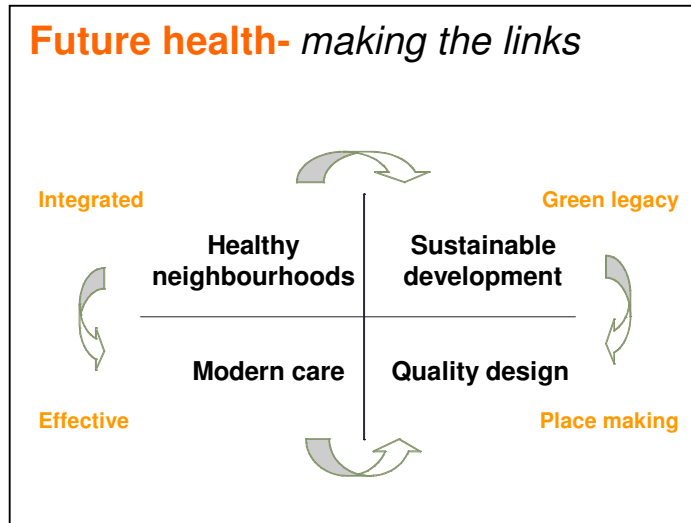 Future health- making the links
Integrated
Green legacy
Healthy
neighbourhoods
Sustainable
development
Modern care
Quality design
Effective
Place making